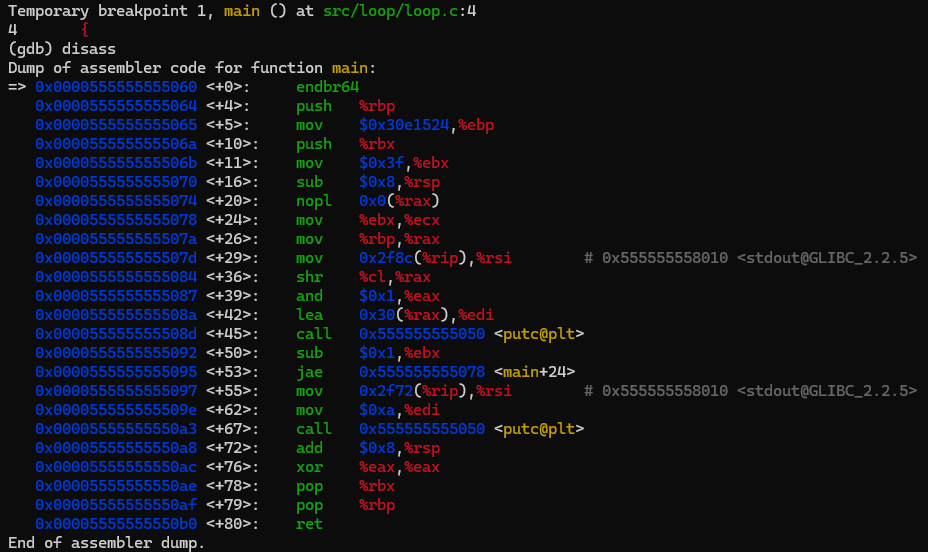 Temporary breakpoint 1, main () at src/loop/loop.c:4
4       {
(gdb) disass
Dump of assembler code for function main:
=> 0x0000555555555060 <+0>:     endbr64
   0x0000555555555064 <+4>:     push   %rbp
   0x0000555555555065 <+5>:     mov    $0x30e1524,%ebp
   0x000055555555506a <+10>:    push   %rbx
   0x000055555555506b <+11>:    mov    $0x3f,%ebx
   0x0000555555555070 <+16>:    sub    $0x8,%rsp
   0x0000555555555074 <+20>:    nopl   0x0(%rax)
   0x0000555555555078 <+24>:    mov    %ebx,%ecx
   0x000055555555507a <+26>:    mov    %rbp,%rax
   0x000055555555507d <+29>:    mov    0x2f8c(%rip),%rsi        # 0x555555558010 <stdout@GLIBC_2.2.5>
   0x0000555555555084 <+36>:    shr    %cl,%rax
   0x0000555555555087 <+39>:    and    $0x1,%eax
   0x000055555555508a <+42>:    lea    0x30(%rax),%edi
   0x000055555555508d <+45>:    call   0x555555555050 <putc@plt>
   0x0000555555555092 <+50>:    sub    $0x1,%ebx
   0x0000555555555095 <+53>:    jae    0x555555555078 <main+24>
   0x0000555555555097 <+55>:    mov    0x2f72(%rip),%rsi        # 0x555555558010 <stdout@GLIBC_2.2.5>
   0x000055555555509e <+62>:    mov    $0xa,%edi
   0x00005555555550a3 <+67>:    call   0x555555555050 <putc@plt>
   0x00005555555550a8 <+72>:    add    $0x8,%rsp
   0x00005555555550ac <+76>:    xor    %eax,%eax
   0x00005555555550ae <+78>:    pop    %rbx
   0x00005555555550af <+79>:    pop    %rbp
   0x00005555555550b0 <+80>:    ret
End of assembler dump.